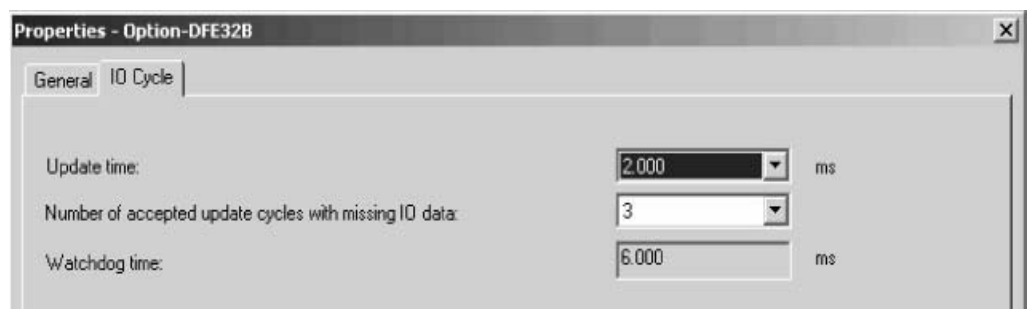 Properties - Option-DFE32B
General IO Cycle
Update time: 2.000 ms
Number of accepted update cycles with missing IO data: 3
Watchdog time: 6.000 ms